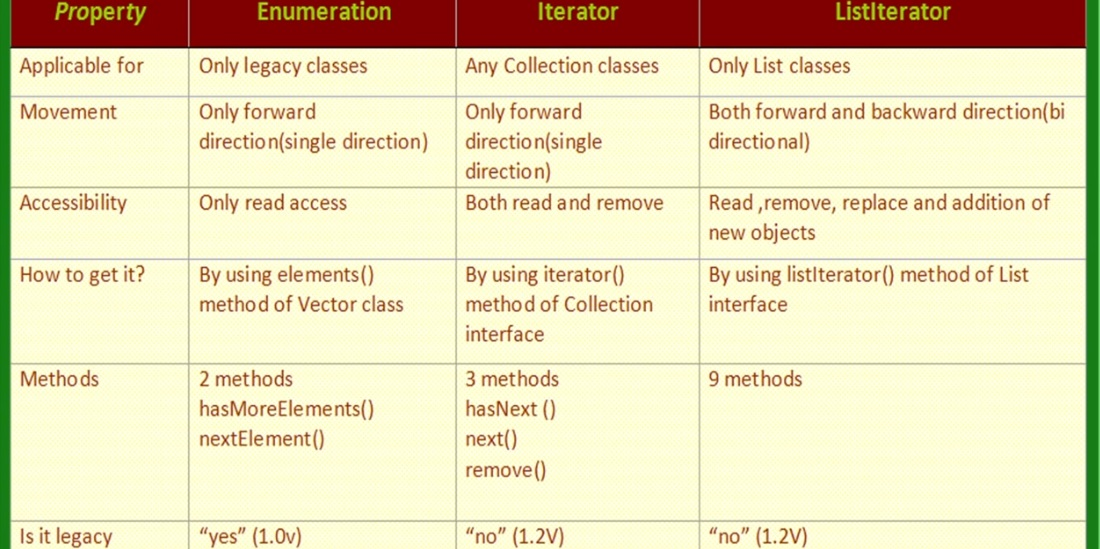 Property Enumeration Iterator ListIterator
Applicable for Only legacy classes Any Collection classes Only List classes
Movement Only forward Only forward Both forward and backward direction(bi
direction(single direction) direction(single directional)
direction)
Accessibility Only read access Both read and remove Read ,remove, replace and addition of
new objects
How to get it? By using elements() By using iterator() By using listIterator() method of List
method of Vector class method of Collection interface
interface
Methods 2 methods 3 methods 9 methods
hasMoreElements() hasNext ()
nextElement() next()
remove()
Is it legacy “yes” (1.0v) “no” (1.2V) “no” (1.2V)